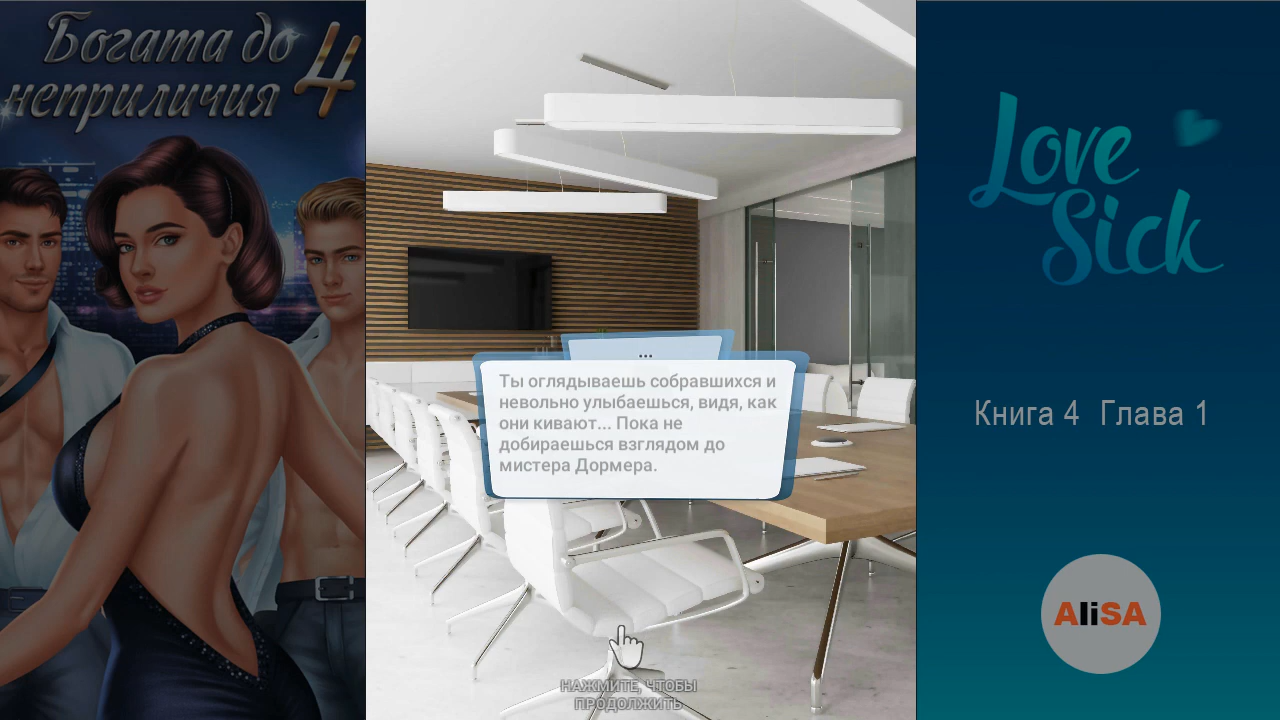 Богата до
неприличия 4
...
Ты оглядываешь собравшихся и
невольно улыбаешься, видя, как
они кивают... Пока не
добираешься взглядом до
мистера Дормера.
НАЖМИТЕ, ЧТОБЫ
ПРОДОЛЖИТЬ
Love
Sick
Книга 4 Глава 1
AliSA